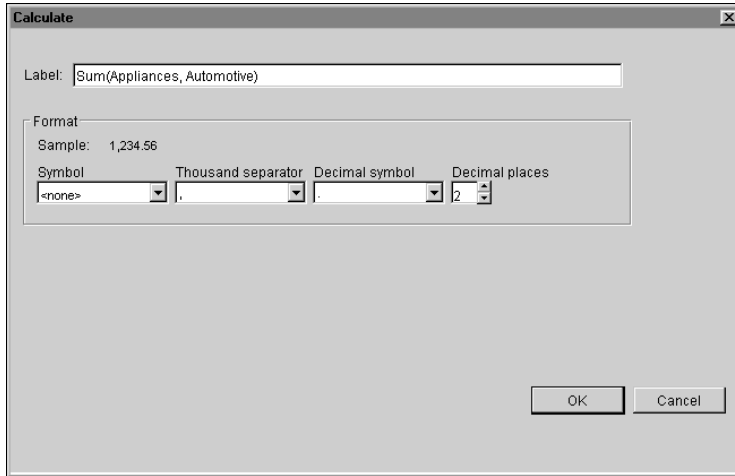 Calculate
Label: Sum(Appliances, Automotive)
Format
Sample: 1,234.56
Symbol Thousand separator Decimal symbol Decimal places
<none> , . 2
OK Cancel